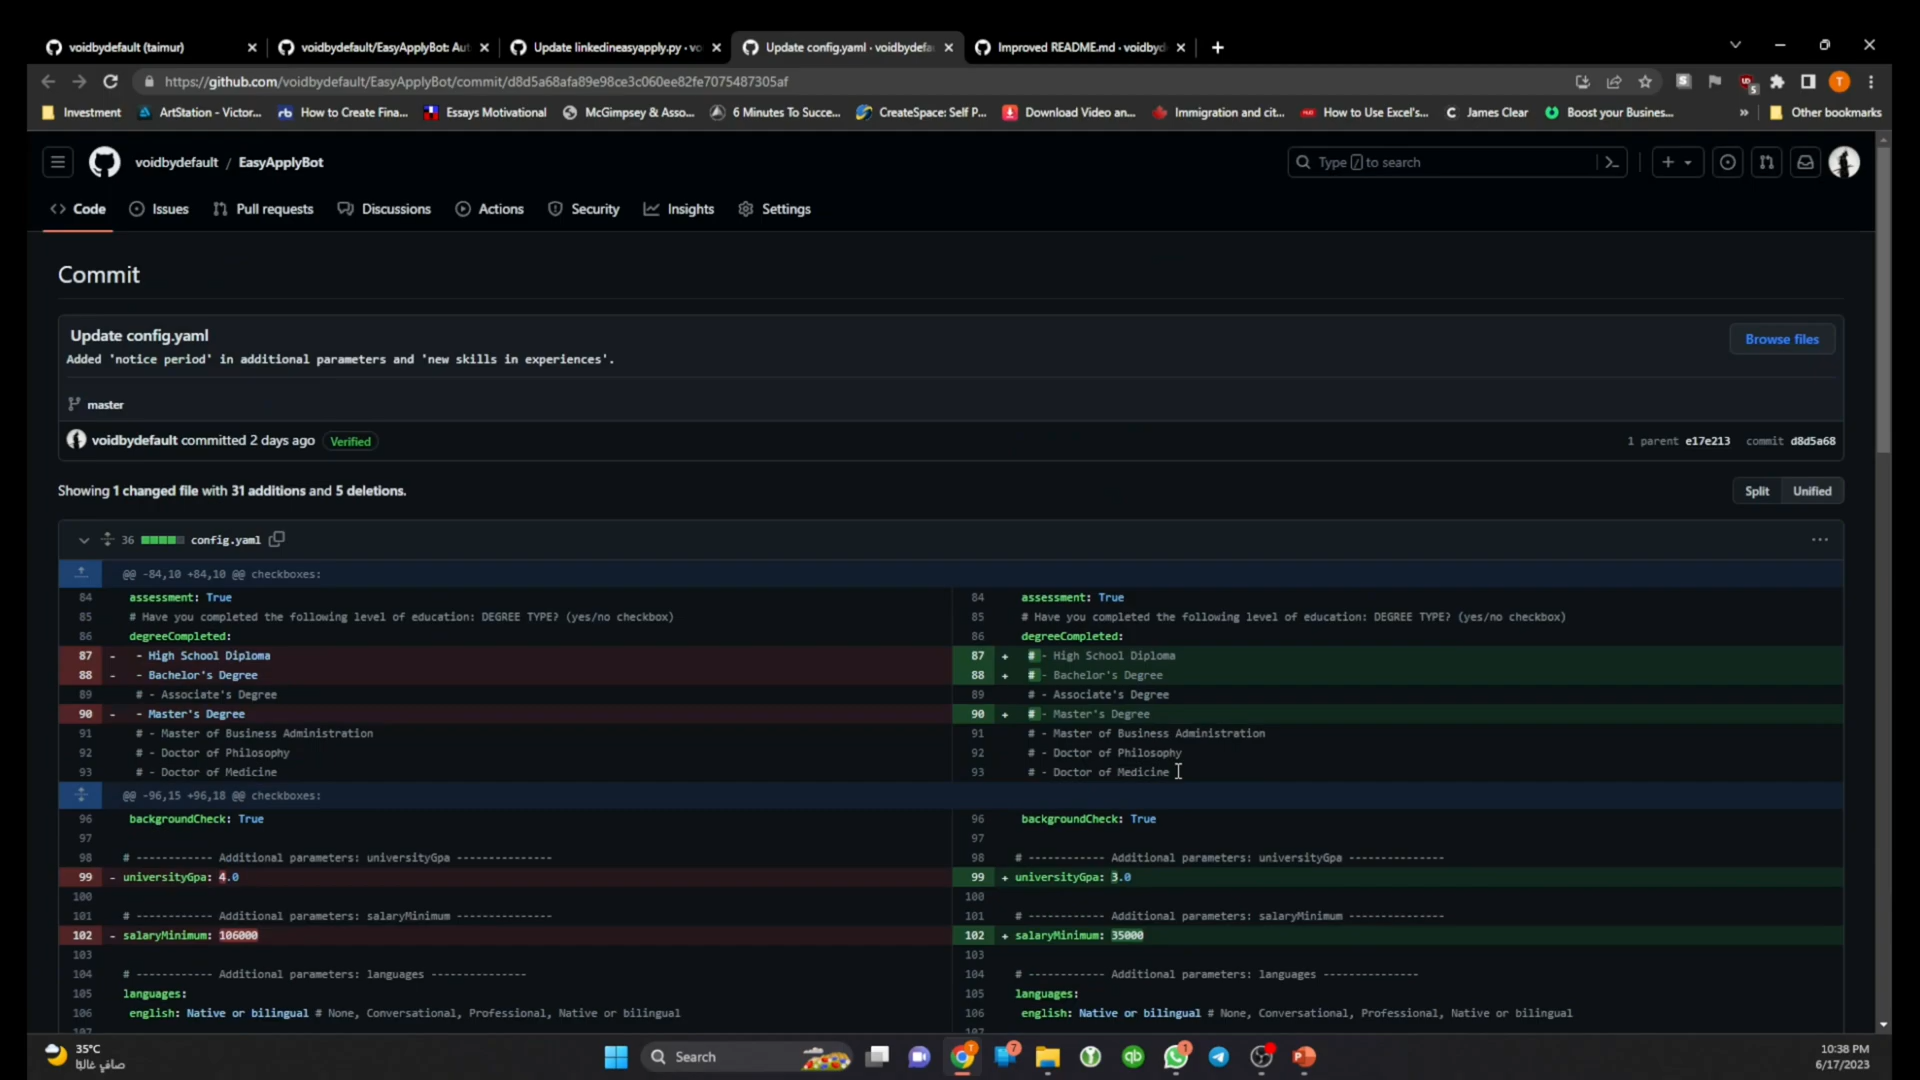 voidbydefault (taimur)
voidbydefault/EasyApplyBot: Aut
Update linkedineasyapply.py · vo
Update config.yaml · voidbydefa
Improved README.md · voidbyd
https://github.com/voidbydefault/EasyApplyBot/commit/d8d5a68afa89e98ce3c060ee82fe7075487305af
T
Investment
ArtStation - Victor...
rb How to Create Fina...
Essays Motivational
McGimpsey & Asso...
6 Minutes To Succe...
CreateSpace: Self P...
Download Video an...
Immigration and cit...
How to Use Excel's...
C James Clear
Boost your Busines...
»
Other bookmarks
voidbydefault / EasyApplyBot
Type / to search
Code
Issues
Pull requests
Discussions
Actions
Security
Insights
Settings
Commit
Update config.yaml
Added 'notice period' in additional parameters and 'new skills in experiences'.
Browse files
master
voidbydefault committed 2 days ago Verified
1 parent e17e213 commit d8d5a68
Showing 1 changed file with 31 additions and 5 deletions.
Split Unified
36 config.yaml
@@ -84,10 +84,10 @@ checkboxes:
84 assessment: True 84 assessment: True
85 # Have you completed the following level of education: DEGREE TYPE? (yes/no checkbox) 85 # Have you completed the following level of education: DEGREE TYPE? (yes/no checkbox)
86 degreeCompleted: 86 degreeCompleted:
87 - - High School Diploma 87 + # - High School Diploma
88 - - Bachelor's Degree 88 + # - Bachelor's Degree
89 # - Associate's Degree 89 # - Associate's Degree
90 - - Master's Degree 90 + # - Master's Degree
91 # - Master of Business Administration 91 # - Master of Business Administration
92 # - Doctor of Philosophy 92 # - Doctor of Philosophy
93 # - Doctor of Medicine 93 # - Doctor of Medicine
@@ -96,15 +96,18 @@ checkboxes:
96 backgroundCheck: True 96 backgroundCheck: True
97 97
98 # ------------ Additional parameters: universityGpa --------------- 98 # ------------ Additional parameters: universityGpa ---------------
99 - universityGpa: 4.0 99 + universityGpa: 3.0
100 100
101 # ------------ Additional parameters: salaryMinimum --------------- 101 # ------------ Additional parameters: salaryMinimum ---------------
102 - salaryMinimum: 106000 102 + salaryMinimum: 35000
103 103
104 # ------------ Additional parameters: languages --------------- 104 # ------------ Additional parameters: languages ---------------
105 languages: 105 languages:
106 english: Native or bilingual # None, Conversational, Professional, Native or bilingual 106 english: Native or bilingual # None, Conversational, Professional, Native or bilingual
107 107
35°C
صافٍ غالبًا
Search
7
qb
1
10:38 PM
6/17/2023